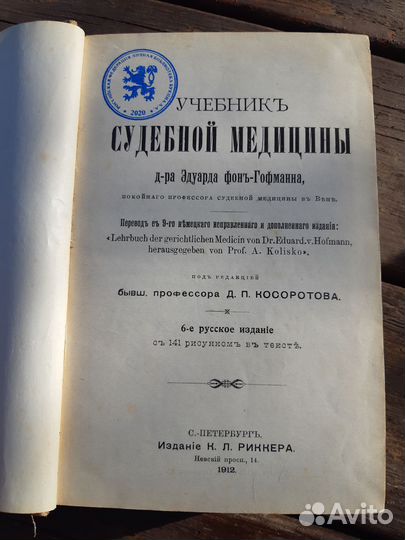 УЧЕБНИКЪ
СУДЕБНОЙ МЕДИЦИНЫ
д-ра Эдуарда фонъ-Гофманна,
ПОКОЙНАГО ПРОФЕССОРА СУДЕБНОЙ МЕДИЦИНЫ ВЪ ВѢНѢ.
Переводъ съ 9-го нѣмецкаго исправленнаго и дополненнаго изданія:
«Lehrbuch der gerichtlichen Medicin von Dr. Eduard. v. Hofmann,
herausgegeben von Prof. A. Kolisko».
ПОДЪ РЕДАКЦІЕЙ
бывш. профессора Д. П. КОСОРОТОВА.
6-е русское изданіе
съ 141 рисункомъ въ текстѣ.
С.-ПЕТЕРБУРГЪ.
Изданіе К. Л. РИККЕРА.
Невскій просп., 14.
1912.
2020
Avito